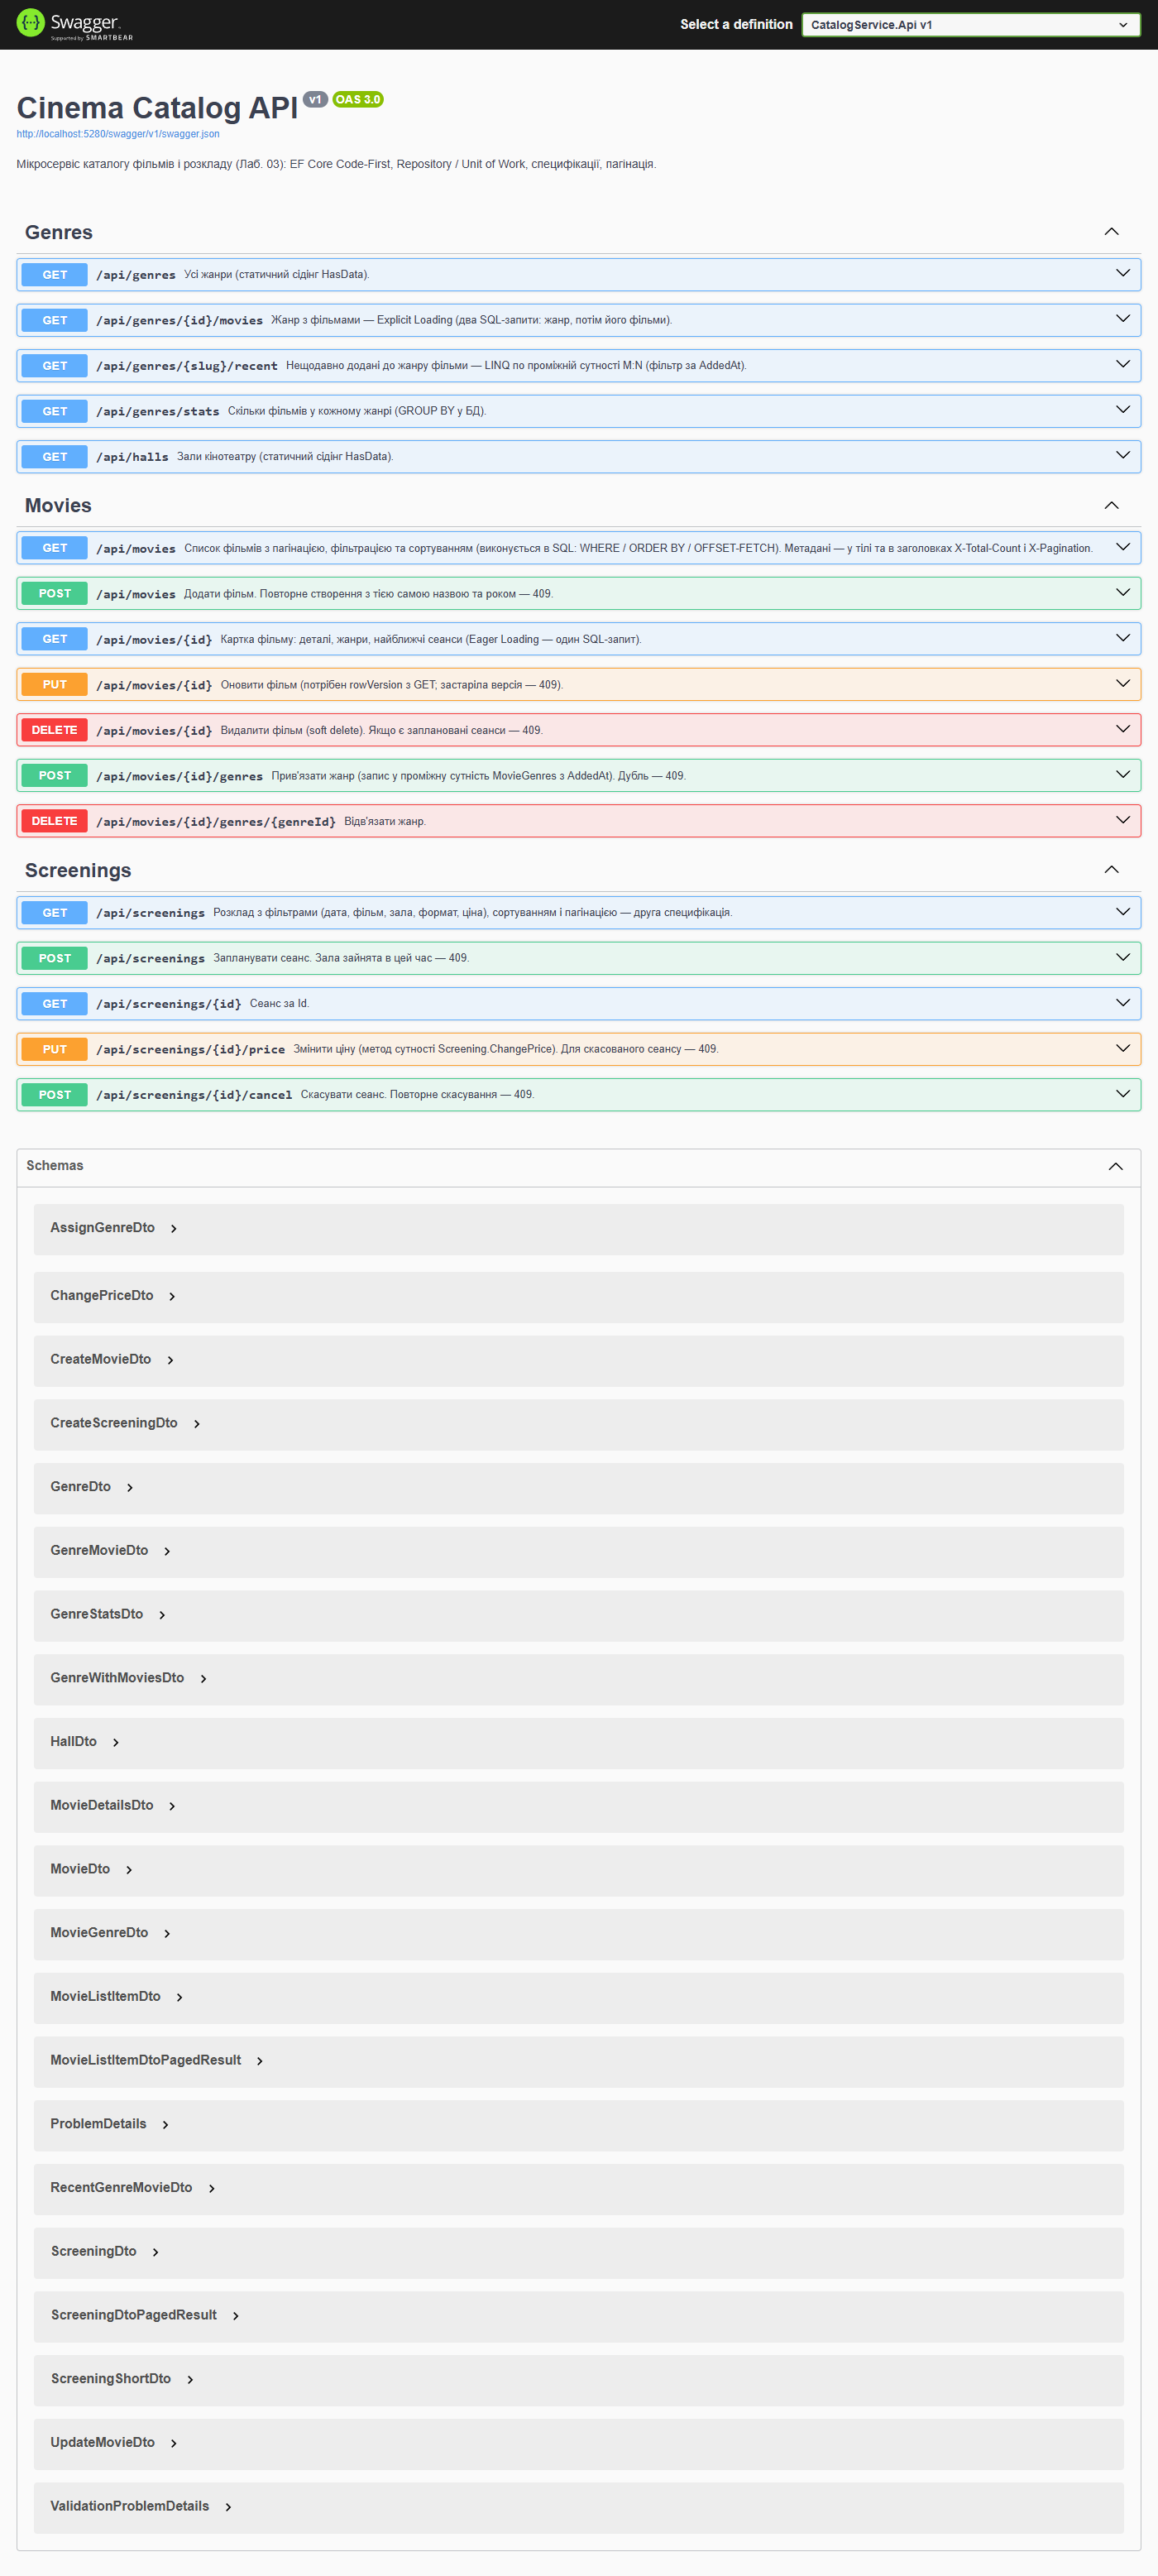 Swagger.
Supported by SMARTBEAR
Select a definition
CatalogService.Api v1
Cinema Catalog API v1 OAS 3.0
http://localhost:5280/swagger/v1/swagger.json
Мікросервіс каталогу фільмів і розкладу (Лаб. 03): EF Core Code-First, Repository / Unit of Work, специфікації, пагінація.
Genres
GET /api/genres Усі жанри (статичний сідінг HasData).
GET /api/genres/{id}/movies Жанр з фільмами — Explicit Loading (два SQL-запити: жанр, потім його фільми).
GET /api/genres/{slug}/recent Нещодавно додані до жанру фільми — LINQ по проміжній сутності M:N (фільтр за AddedAt).
GET /api/genres/stats Скільки фільмів у кожному жанрі (GROUP BY у БД).
GET /api/halls Зали кінотеатру (статичний сідінг HasData).
Movies
GET /api/movies Список фільмів з пагінацією, фільтрацією та сортуванням (виконується в SQL: WHERE / ORDER BY / OFFSET-FETCH). Метадані — у тілі та в заголовках X-Total-Count і X-Pagination.
POST /api/movies Додати фільм. Повторне створення з тією самою назвою та роком — 409.
GET /api/movies/{id} Картка фільму: деталі, жанри, найближчі сеанси (Eager Loading — один SQL-запит).
PUT /api/movies/{id} Оновити фільм (потрібен rowVersion з GET; застаріла версія — 409).
DELETE /api/movies/{id} Видалити фільм (soft delete). Якщо є заплановані сеанси — 409.
POST /api/movies/{id}/genres Прив'язати жанр (запис у проміжну сутність MovieGenres з AddedAt). Дубль — 409.
DELETE /api/movies/{id}/genres/{genreId} Відв'язати жанр.
Screenings
GET /api/screenings Розклад з фільтрами (дата, фільм, зала, формат, ціна), сортуванням і пагінацією — друга специфікація.
POST /api/screenings Запланувати сеанс. Зала зайнята в цей час — 409.
GET /api/screenings/{id} Сеанс за Id.
PUT /api/screenings/{id}/price Змінити ціну (метод сутності Screening.ChangePrice). Для скасованого сеансу — 409.
POST /api/screenings/{id}/cancel Скасувати сеанс. Повторне скасування — 409.
Schemas
AssignGenreDto
ChangePriceDto
CreateMovieDto
CreateScreeningDto
GenreDto
GenreMovieDto
GenreStatsDto
GenreWithMoviesDto
HallDto
MovieDetailsDto
MovieDto
MovieGenreDto
MovieListItemDto
MovieListItemDtoPagedResult
ProblemDetails
RecentGenreMovieDto
ScreeningDto
ScreeningDtoPagedResult
ScreeningShortDto
UpdateMovieDto
ValidationProblemDetails